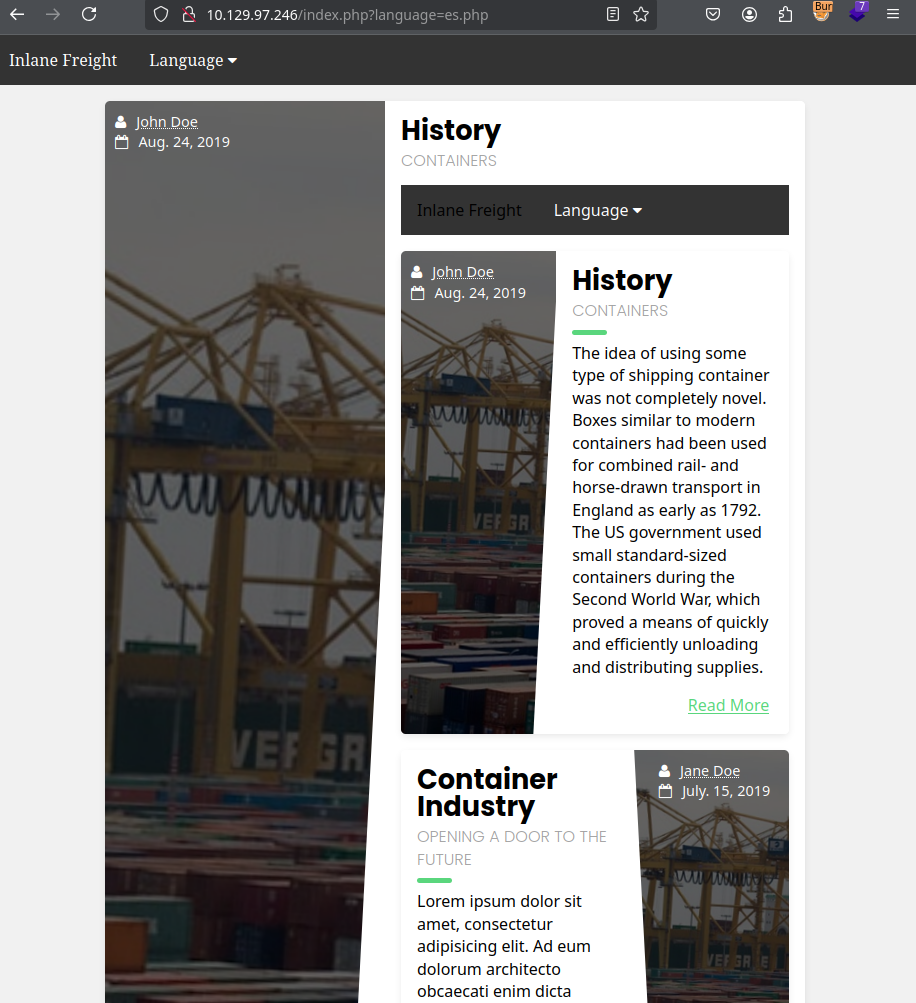 10.129.97.246/index.php?language=es.php
Bur
7
Inlane Freight
Language
John Doe
Aug. 24, 2019
History
CONTAINERS
Inlane Freight
Language
John Doe
Aug. 24, 2019
History
CONTAINERS
The idea of using some
type of shipping container
was not completely novel.
Boxes similar to modern
containers had been used
for combined rail- and
horse-drawn transport in
England as early as 1792.
The US government used
small standard-sized
containers during the
Second World War, which
proved a means of quickly
and efficiently unloading
and distributing supplies.
Read More
Container
Industry
OPENING A DOOR TO THE
FUTURE
Jane Doe
July. 15, 2019
Lorem ipsum dolor sit
amet, consectetur
adipisicing elit. Ad eum
dolorum architecto
obcaecati enim dicta